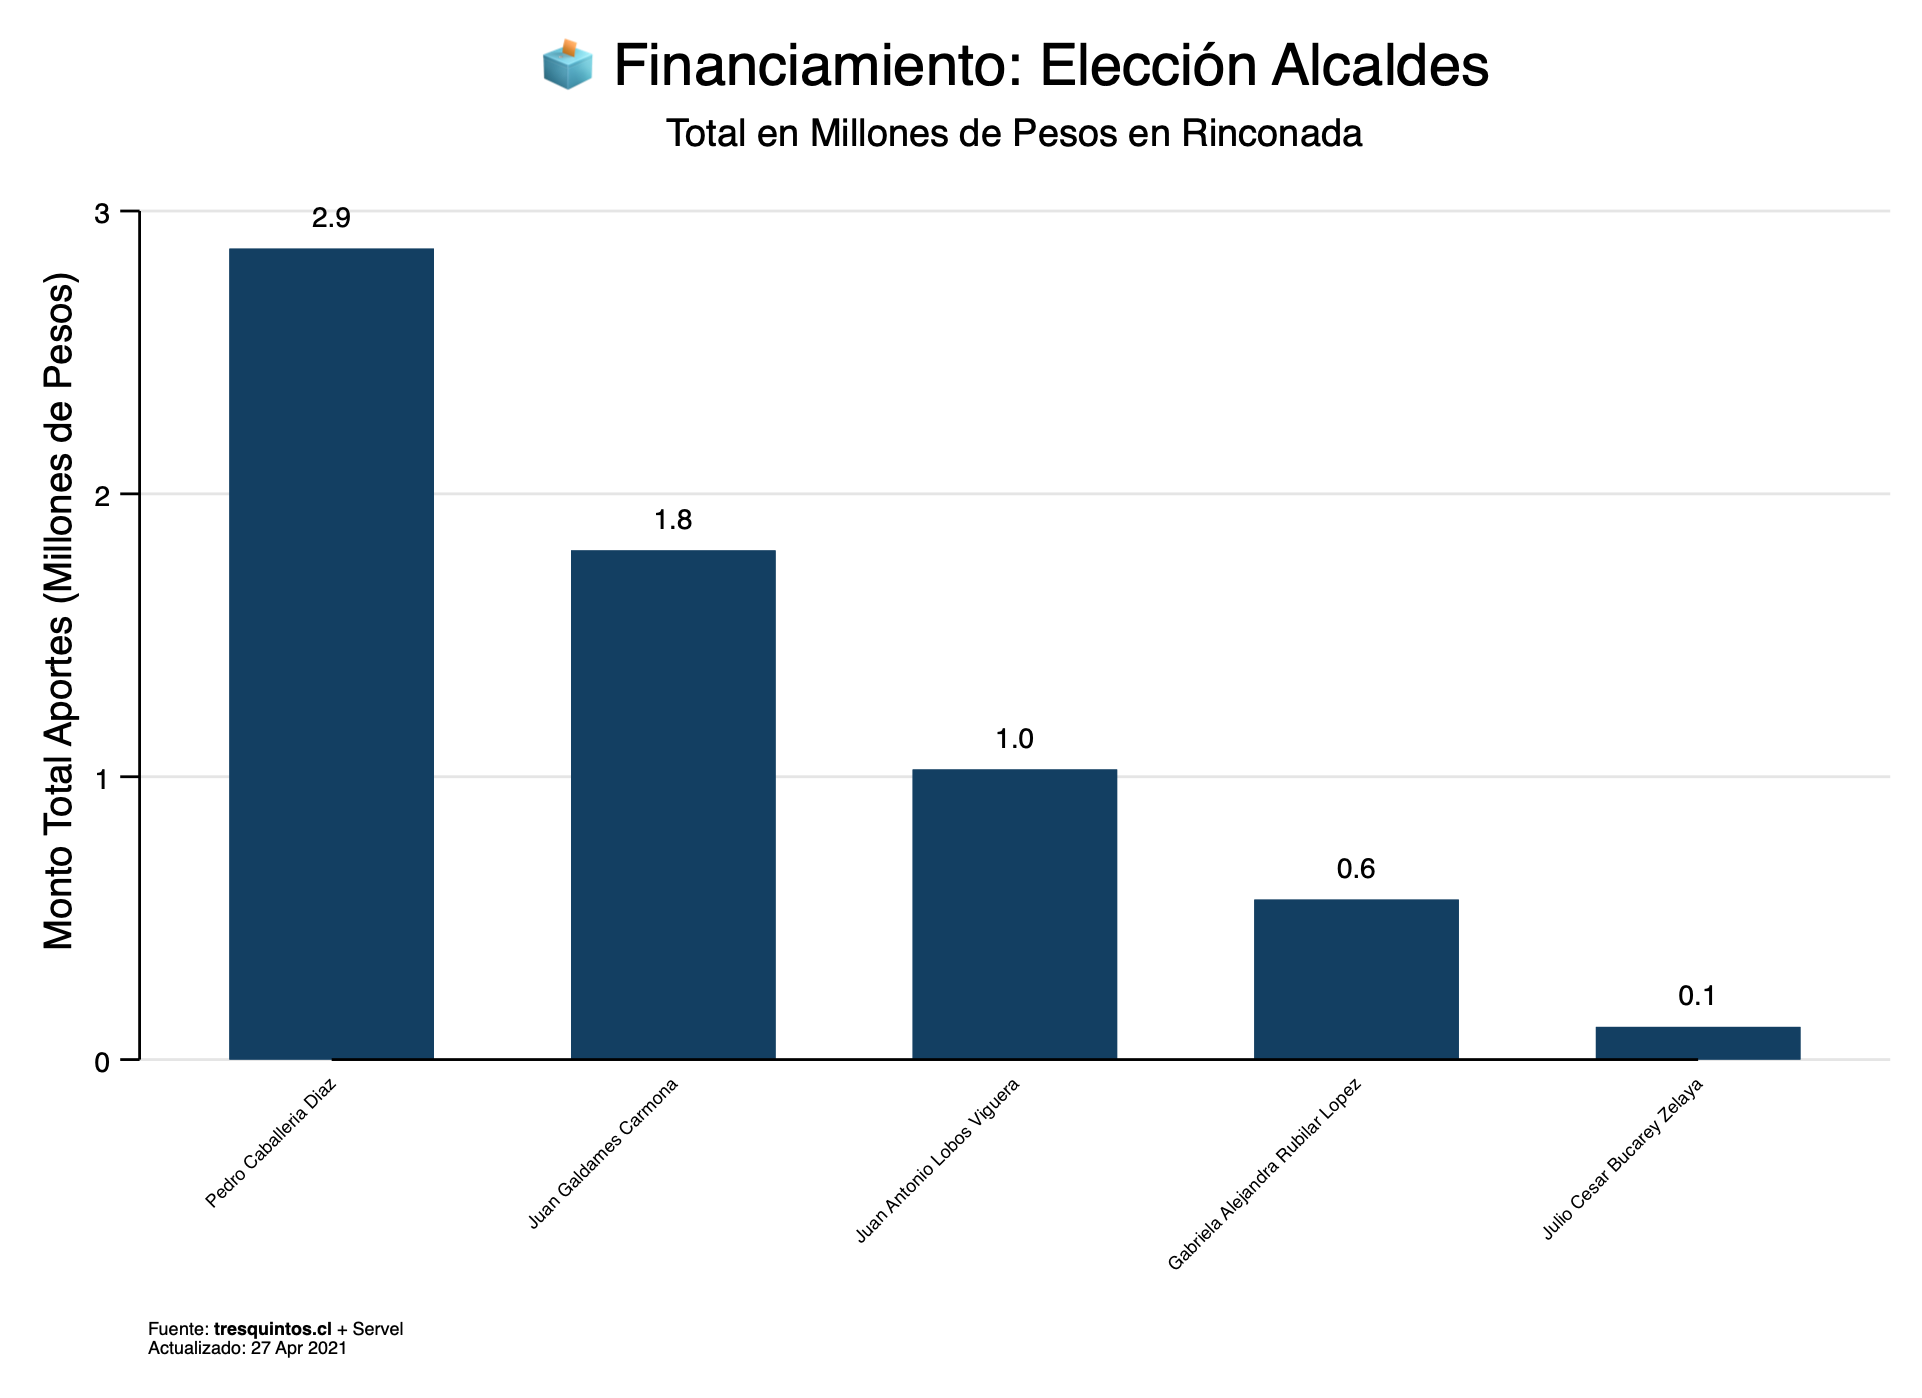 Financiamiento: Elección Alcaldes
Total en Millones de Pesos en Rinconada
Monto Total Aportes (Millones de Pesos)
3
2
1
0
2.9
1.8
1.0
0.6
0.1
Pedro Caballeria Diaz
Juan Galdames Carmona
Juan Antonio Lobos Viguera
Gabriela Alejandra Rubilar Lopez
Julio Cesar Bucarey Zelaya
Fuente: tresquintos.cl + Servel
Actualizado: 27 Apr 2021